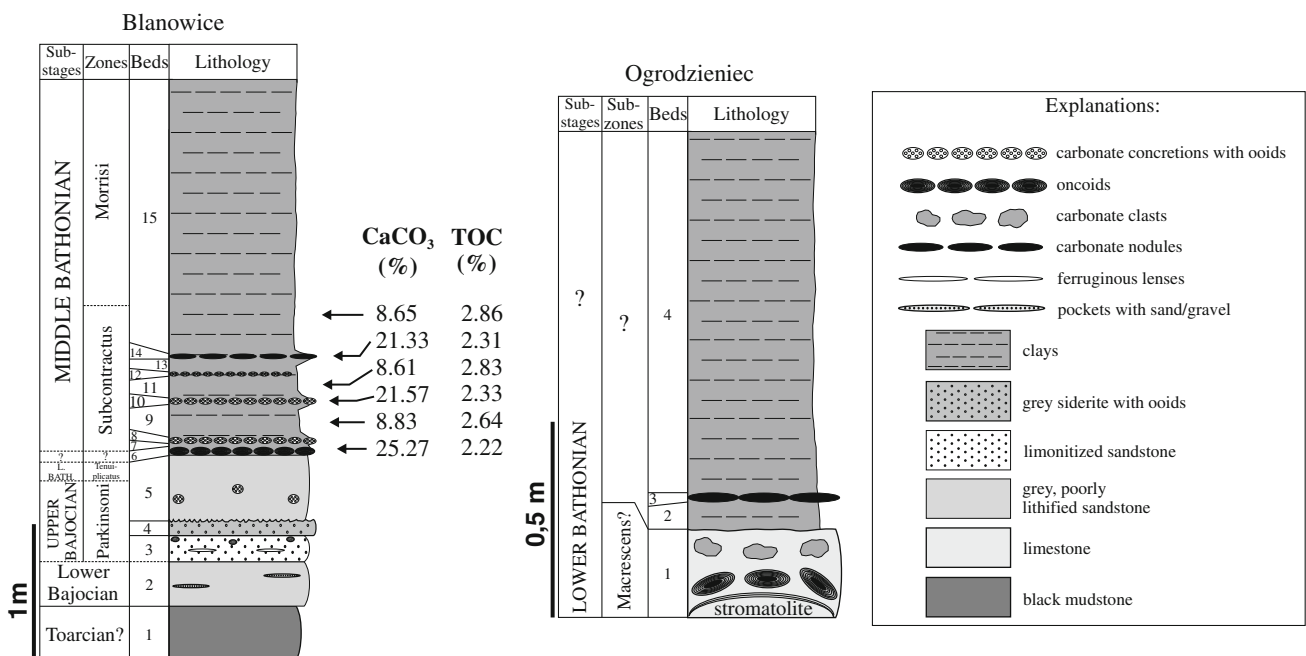 Blanowice
Sub-
stages
Zones
Beds
Lithology
MIDDLE BATHONIAN
Morrisi
Subcontractus
15
14
13
12
11
10
9
8
7
6
?
?
L.
BATH.
Tenui-
plicatus
UPPER
BAJOCIAN
Parkinsoni
5
4
3
Lower
Bajocian
2
Toarcian?
1
1m
CaCO₃ TOC
(%) (%)
8.65 2.86
21.33 2.31
8.61 2.83
21.57 2.33
8.83 2.64
25.27 2.22
Ogrodzieniec
Sub-
stages
Sub-
zones
Beds
Lithology
?
?
4
3
2
1
LOWER BATHONIAN
Macrescens?
stromatolite
0,5 m
Explanations:
carbonate concretions with ooids
oncoids
carbonate clasts
carbonate nodules
ferruginous lenses
pockets with sand/gravel
clays
grey siderite with ooids
limonitized sandstone
grey, poorly
lithified sandstone
limestone
black mudstone